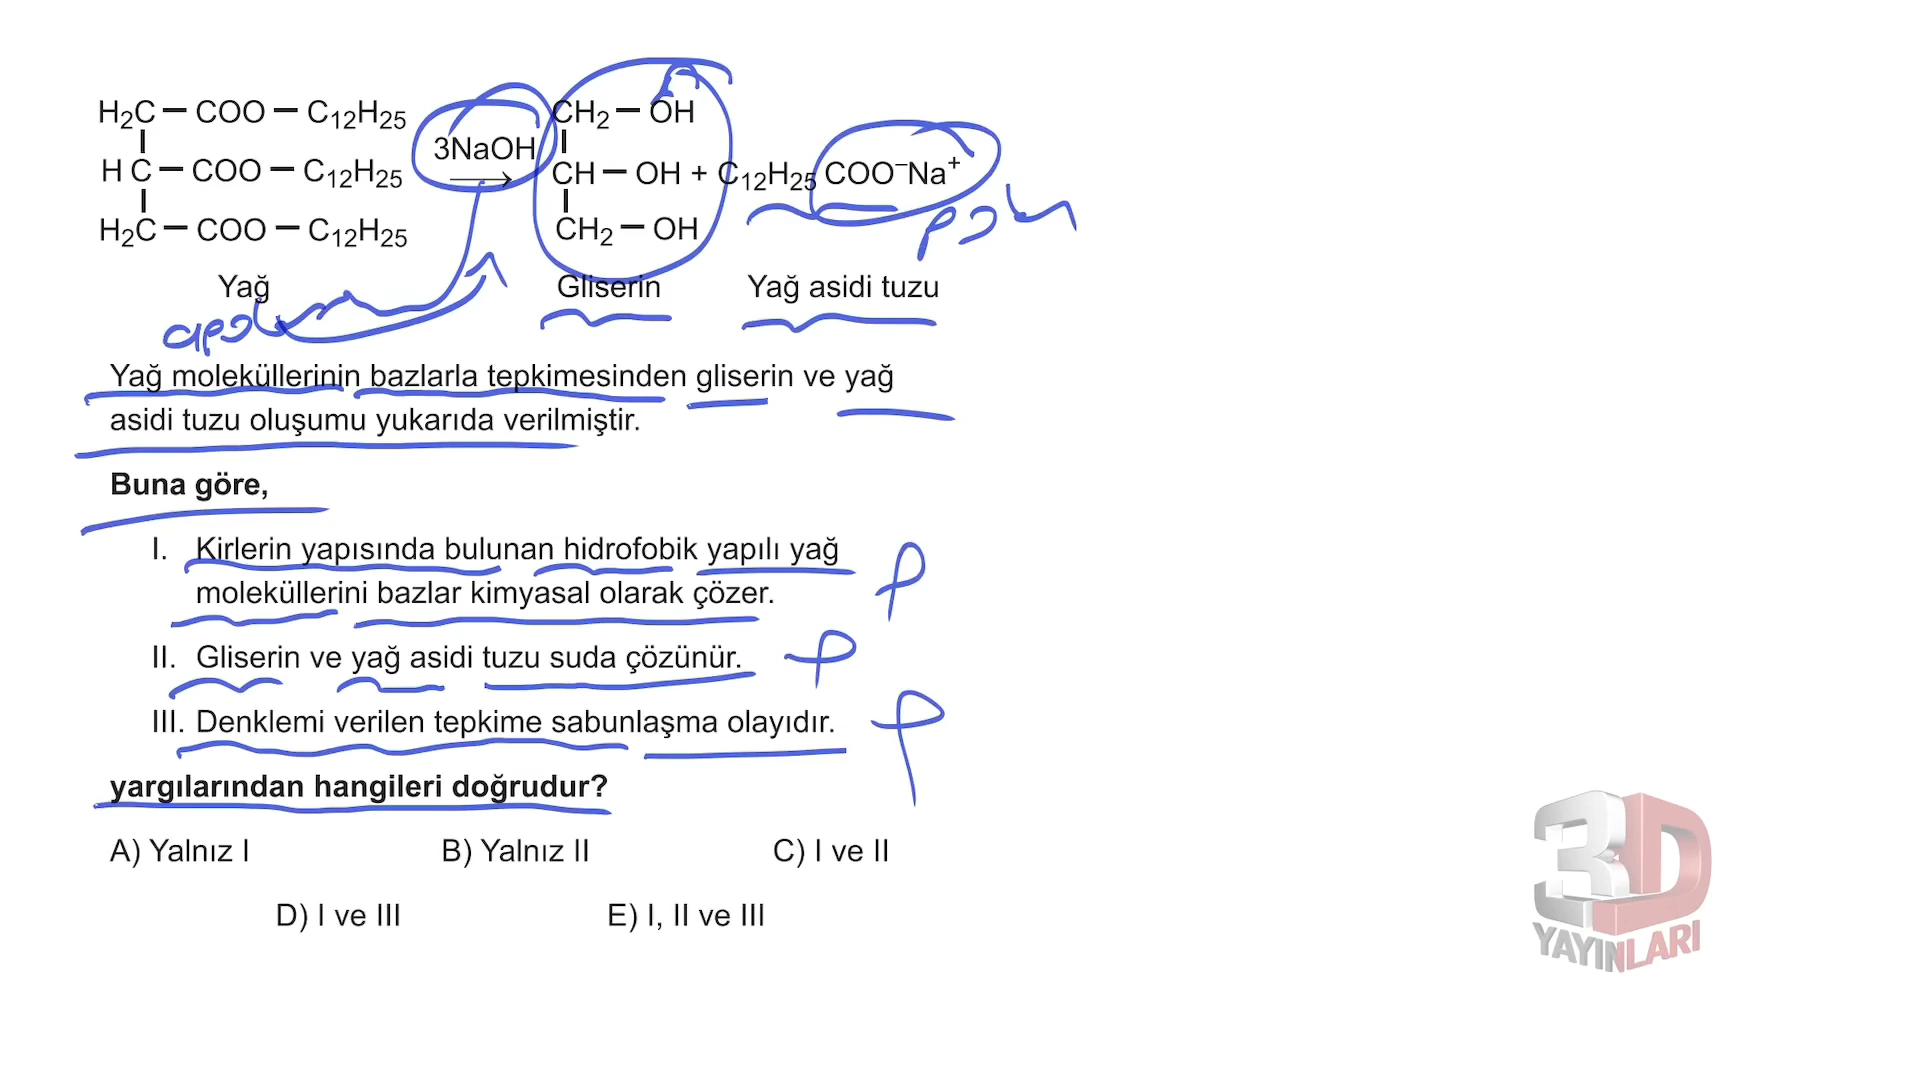 H₂C — COO — C₁₂H₂₅
CH₂ — OH
3NaOH
H C — COO — C₁₂H₂₅
CH — OH + C₁₂H₂₅ COO⁻Na⁺
H₂C — COO — C₁₂H₂₅
CH₂ — OH
Yağ
Gliserin
Yağ asidi tuzu
Yağ moleküllerinin bazlarla tepkimesinden gliserin ve yağ
asidi tuzu oluşumu yukarıda verilmiştir.
Buna göre,
I. Kirlerin yapısında bulunan hidrofobik yapılı yağ
moleküllerini bazlar kimyasal olarak çözer.
II. Gliserin ve yağ asidi tuzu suda çözünür.
III. Denklemi verilen tepkime sabunlaşma olayıdır.
yargılarından hangileri doğrudur?
A) Yalnız I
B) Yalnız II
C) I ve II
D) I ve III
E) I, II ve III
3D
YAYINLARI